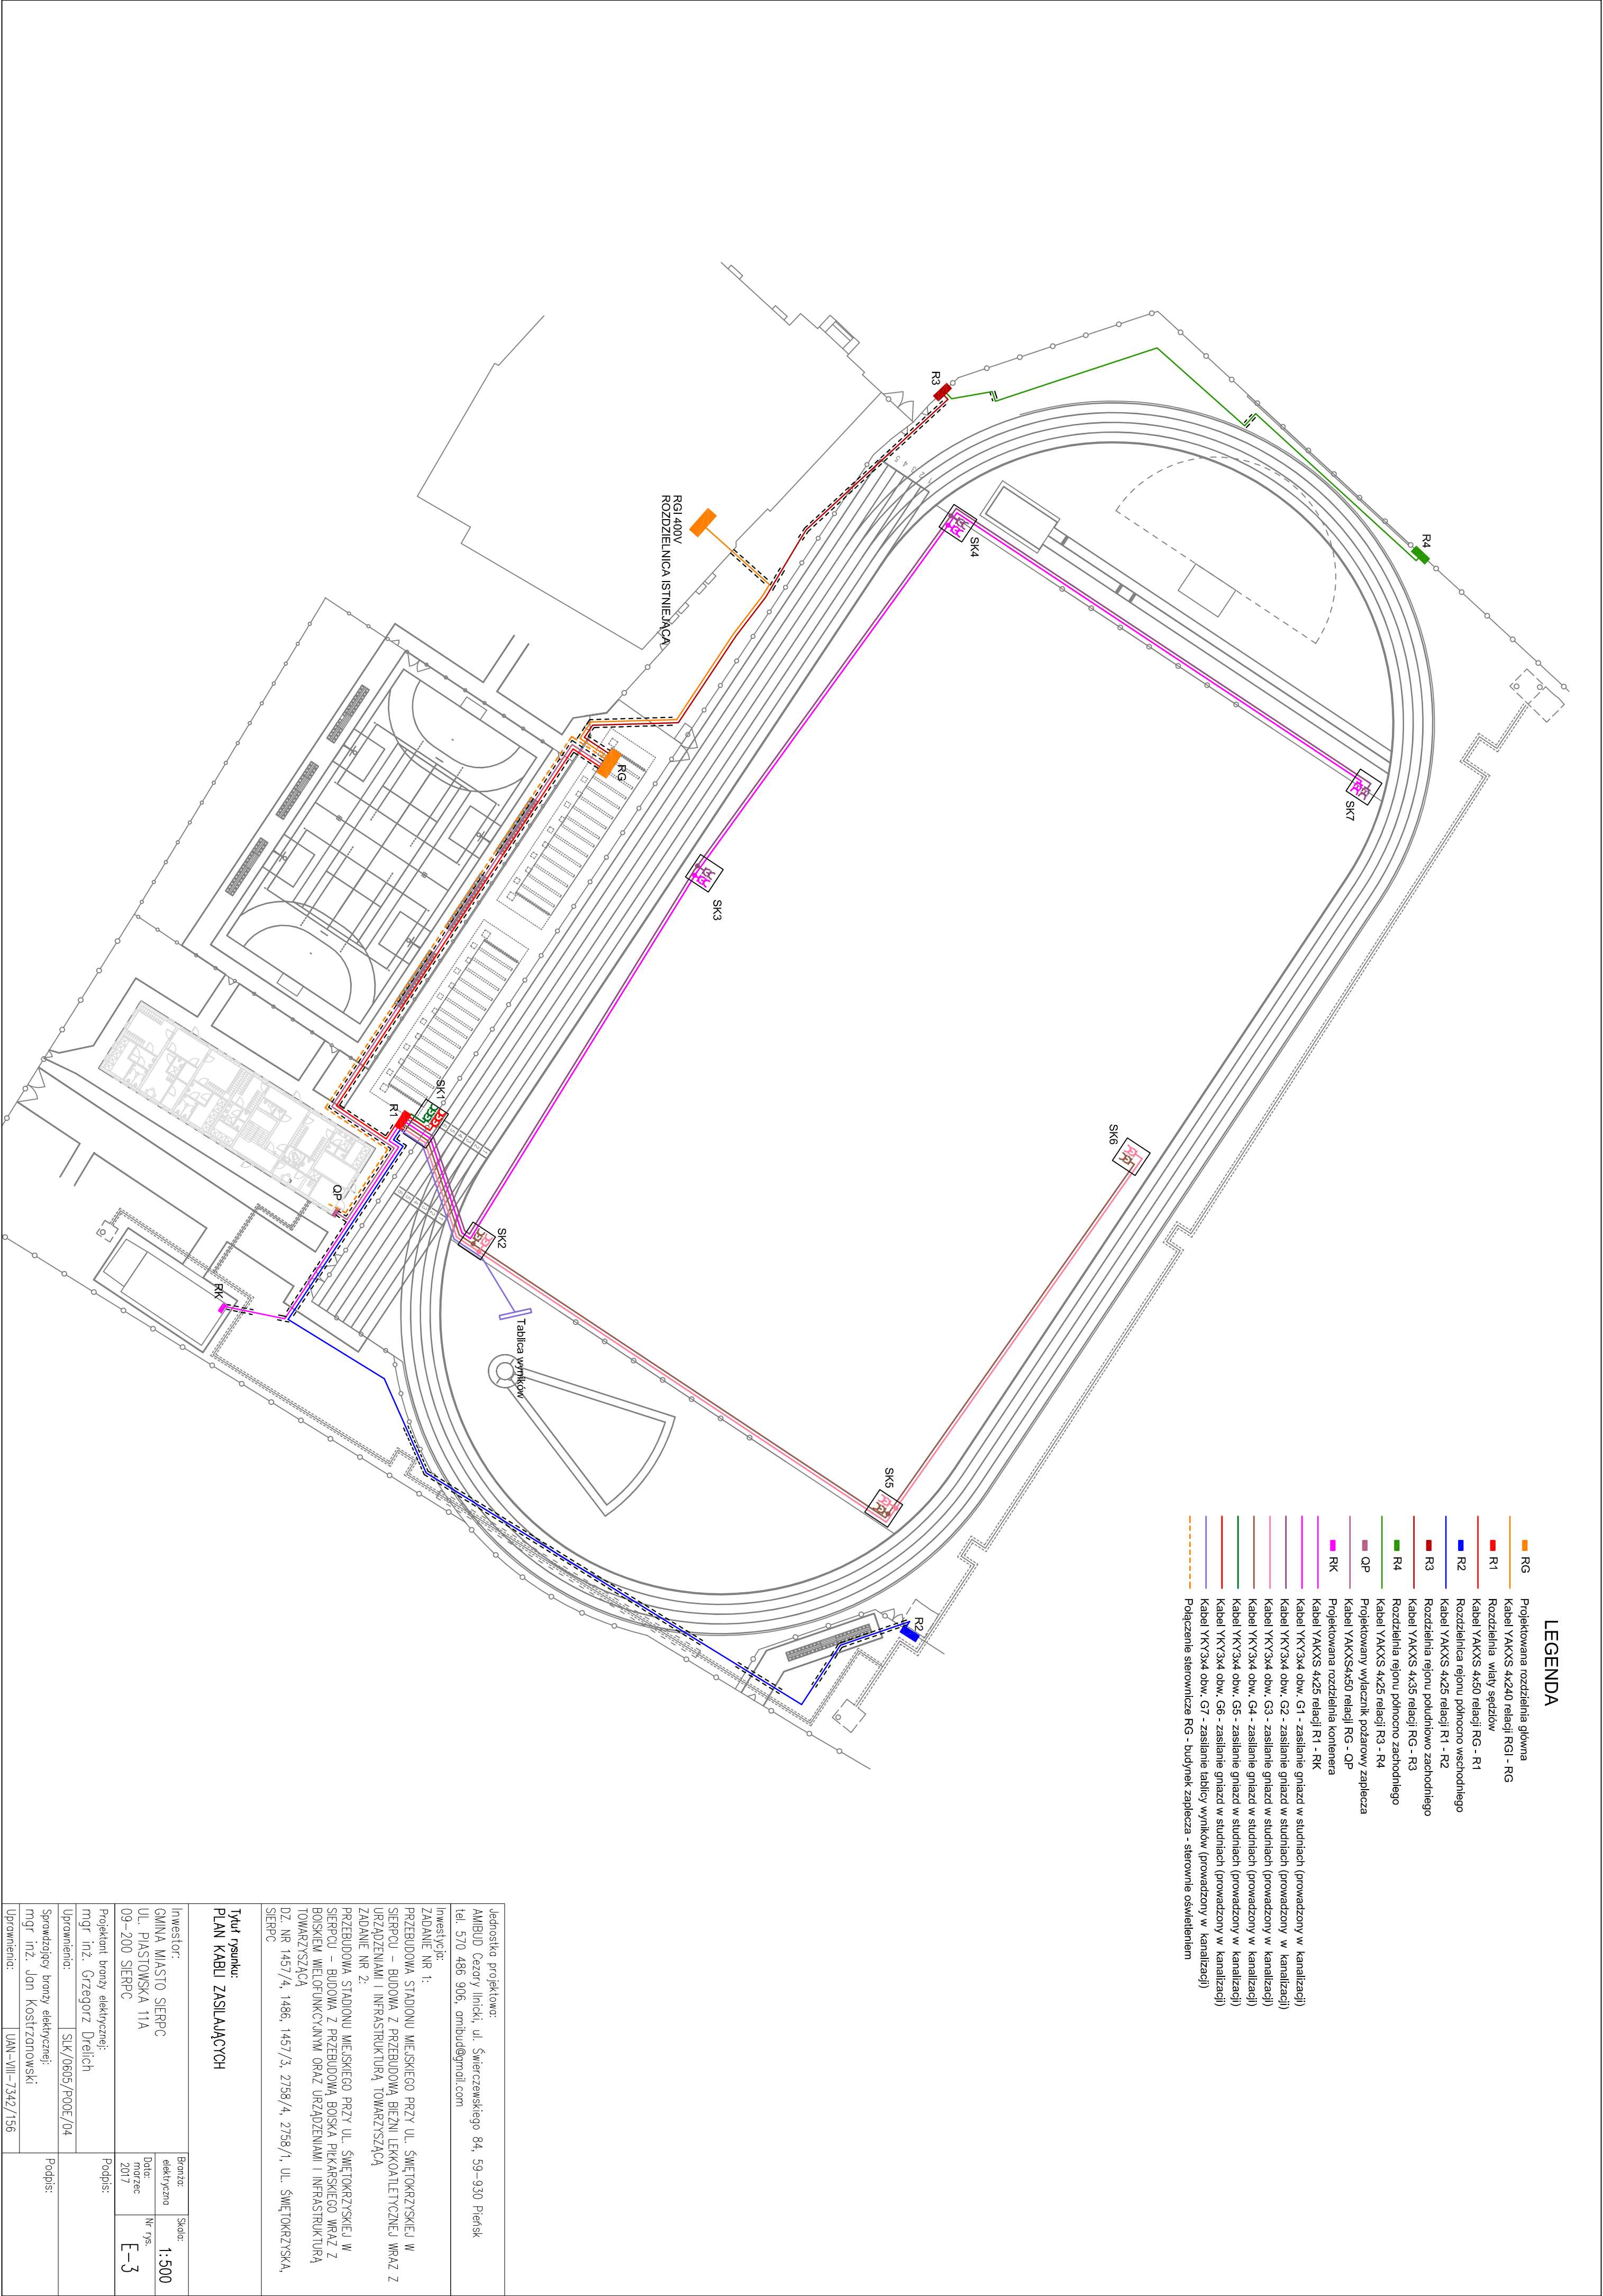 LEGENDA
RG Projektowana rozdzielnia główna
Kabel YAKXS 4x240 relacji RGI - RG
R1 Rozdzielnia wiaty sędziów
Kabel YAKXS 4x50 relacji RG - R1
R2 Rozdzielnica rejonu północno wschodniego
Kabel YAKXS 4x25 relacji R1 - R2
R3 Rozdzielnia rejonu południowo zachodniego
Kabel YAKXS 4x35 relacji RG - R3
R4 Rozdzielnia rejonu północno zachodniego
Kabel YAKXS 4x25 relacji R3 - R4
QP Projektowany wyłacznik pożarowy zaplecza
Kabel YAKXS4x50 relacji RG - QP
RK Projektowana rozdzielnia kontenera
Kabel YAKXS 4x25 relacji R1 - RK
Kabel YKY3x4 obw. G1 - zasilanie gniazd w studniach (prowadzony w kanalizacji)
Kabel YKY3x4 obw. G2 - zasilanie gniazd w studniach (prowadzony w kanalizacji)
Kabel YKY3x4 obw. G3 - zasilanie gniazd w studniach (prowadzony w kanalizacji)
Kabel YKY3x4 obw. G4 - zasilanie gniazd w studniach (prowadzony w kanalizacji)
Kabel YKY3x4 obw. G5 - zasilanie gniazd w studniach (prowadzony w kanalizacji)
Kabel YKY3x4 obw. G6 - zasilanie gniazd w studniach (prowadzony w kanalizacji)
Kabel YKY3x4 obw. G7 - zasilanie tablicy wyników (prowadzony w kanalizacji)
Połączenie sterownicze RG - budynek zaplecza - sterownie oświetleniem
R4
SK7
SK6
R3
SK4
R2
SK5
SK3
RGI 400V
ROZDZIELNICA ISTNIEJĄCA
RG
Tablica wyników
SK2
SK1
R1
QP
RK
Jednostka projektowa:
AMIBUD Cezary Ilnicki, ul. Świerczewskiego 84, 59-930 Pieńsk
tel. 570 486 906, amibud@gmail.com
Inwestycja:
ZADANIE NR 1:
PRZEBUDOWA STADIONU MIEJSKIEGO PRZY UL. ŚWIĘTOKRZYSKIEJ W
SIERPCU - BUDOWA Z PRZEBUDOWĄ BIEŻNI LEKKOATLETYCZNEJ WRAZ Z
URZĄDZENIAMI I INFRASTRUKTURĄ TOWARZYSZĄCĄ
ZADANIE NR 2:
PRZEBUDOWA STADIONU MIEJSKIEGO PRZY UL. ŚWIĘTOKRZYSKIEJ W
SIERPCU - BUDOWA Z PRZEBUDOWĄ BOISKA PIŁKARSKIEGO WRAZ Z
BOISKIEM WIELOFUNKCYJNYM ORAZ URZĄDZENIAMI I INFRASTRUKTURĄ
TOWARZYSZĄCĄ
DZ. NR 1457/4, 1486, 1457/3, 2758/4, 2758/1, UL. ŚWIĘTOKRZYSKA,
SIERPC
Tytuł rysunku:
PLAN KABLI ZASILAJĄCYCH
Inwestor:
GMINA MIASTO SIERPC
UL. PIASTOWSKA 11A
09-200 SIERPC
Branża:
elektryczna
Skala:
1:500
Data:
marzec
2017
Nr rys.
E-3
Projektant branży elektrycznej:
mgr inż. Grzegorz Drelich
Podpis:
Uprawnienia: SLK/0605/POOE/04
Sprawdzający branży elektrycznej:
mgr inż. Jan Kostrzanowski
Podpis:
Uprawnienia: UAN-VIII-7342/156